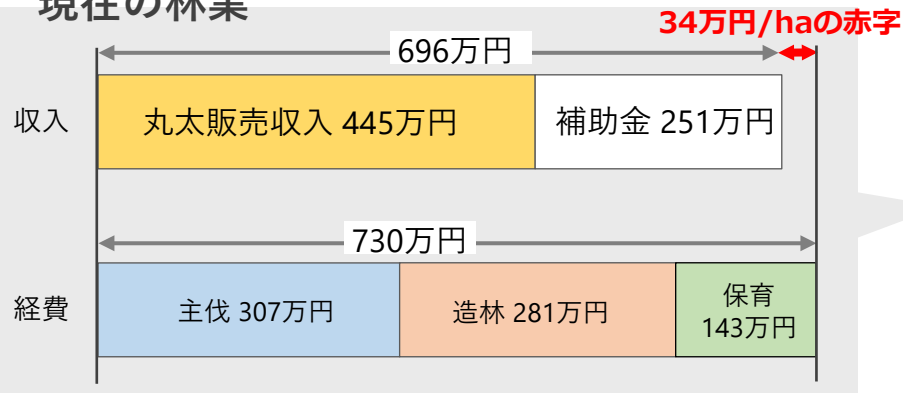 現在の林業
34万円/haの赤字
696万円
収入
丸太販売収入 445万円
補助金 251万円
730万円
経費
主伐 307万円
造林 281万円
保育
143万円